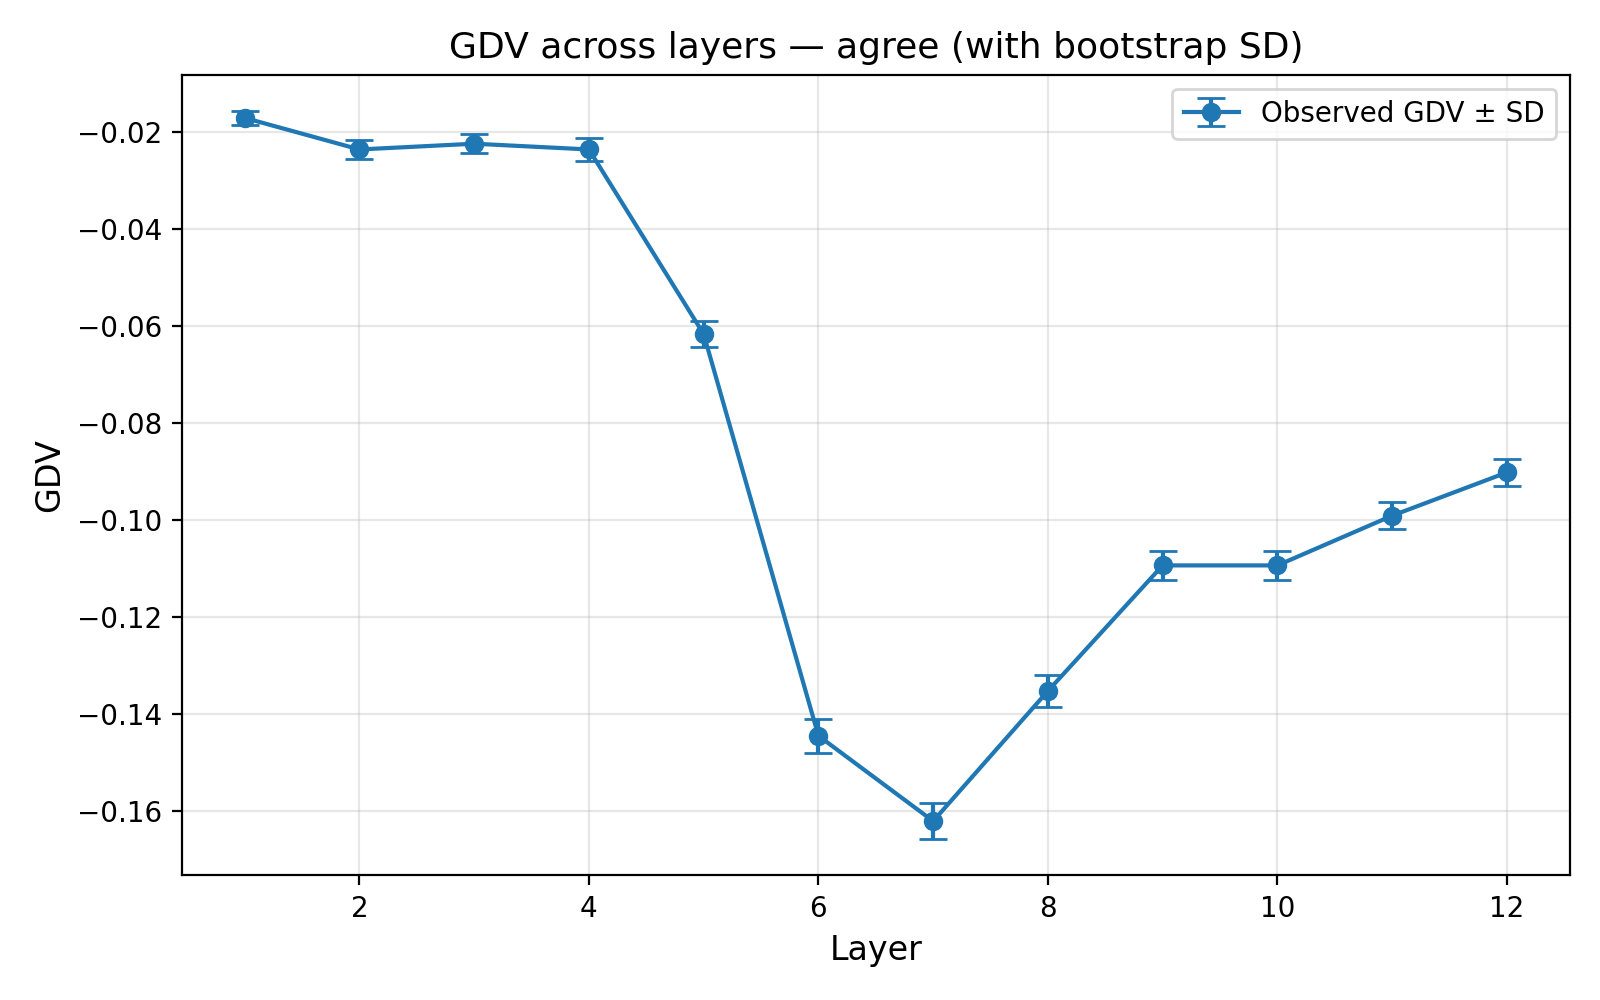 GDV across layers — agree (with bootstrap SD)
Observed GDV ± SD
GDV
−0.02
−0.04
−0.06
−0.08
−0.10
−0.12
−0.14
−0.16
2 4 6 8 10 12
Layer